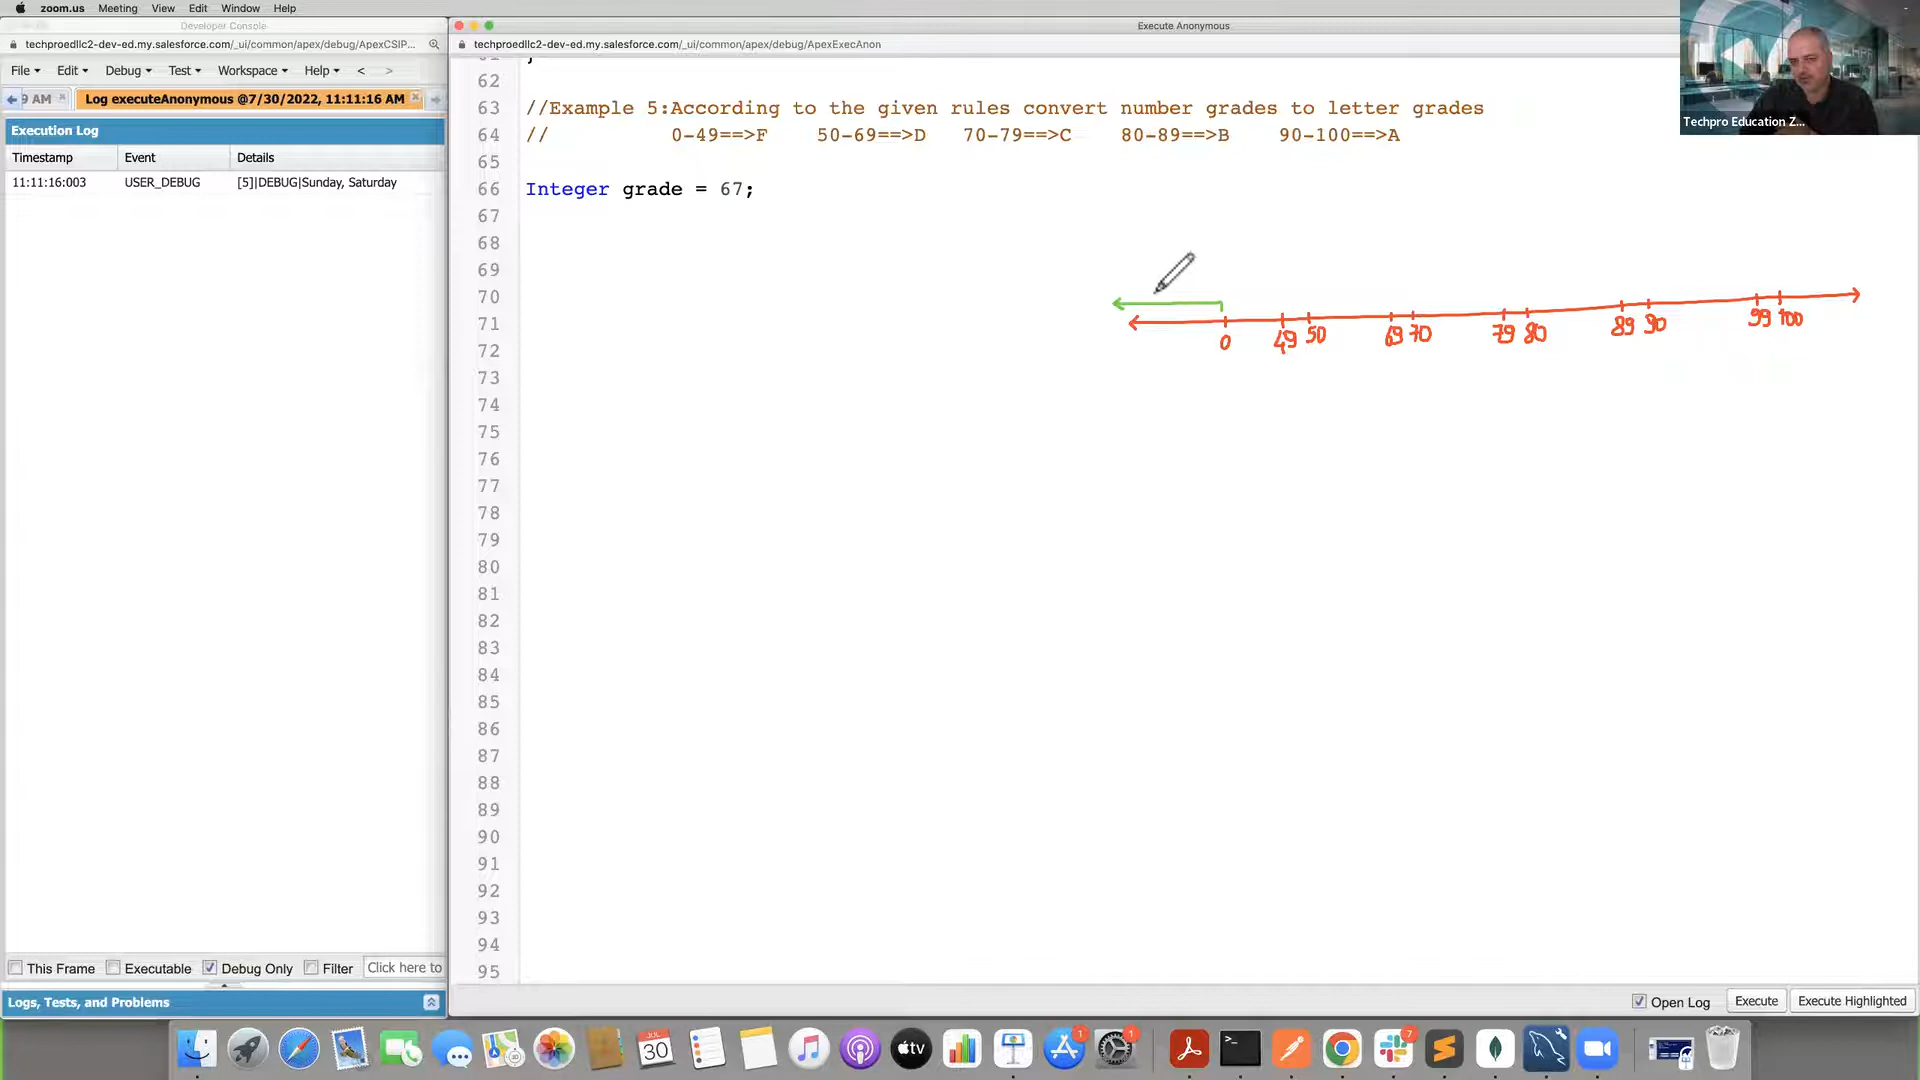 zoom.us Meeting View Edit Window Help
Developer Console
techproedllc2-dev-ed.my.salesforce.com/_ui/common/apex/debug/ApexCSIP...
File Edit Debug Test Workspace Help < >
9 AM
Log executeAnonymous @7/30/2022, 11:11:16 AM
Execution Log
Timestamp Event Details
11:11:16:003 USER_DEBUG [5]|DEBUG|Sunday, Saturday
This Frame Executable Debug Only Filter Click here to
Logs, Tests, and Problems
Execute Anonymous
techproedllc2-dev-ed.my.salesforce.com/_ui/common/apex/debug/ApexExecAnon
61 }
62
63 //Example 5:According to the given rules convert number grades to letter grades
64 // 0-49==>F 50-69==>D 70-79==>C 80-89==>B 90-100==>A
65
66 Integer grade = 67;
67
68
69
70
71
72
73
74
75
76
77
78
79
80
81
82
83
84
85
86
87
88
89
90
91
92
93
94
95
0 49 50 69 70 79 80 89 90 99 100
Open Log Execute Execute Highlighted
Techpro Education Z...
JUL
30
tv
1
1
7